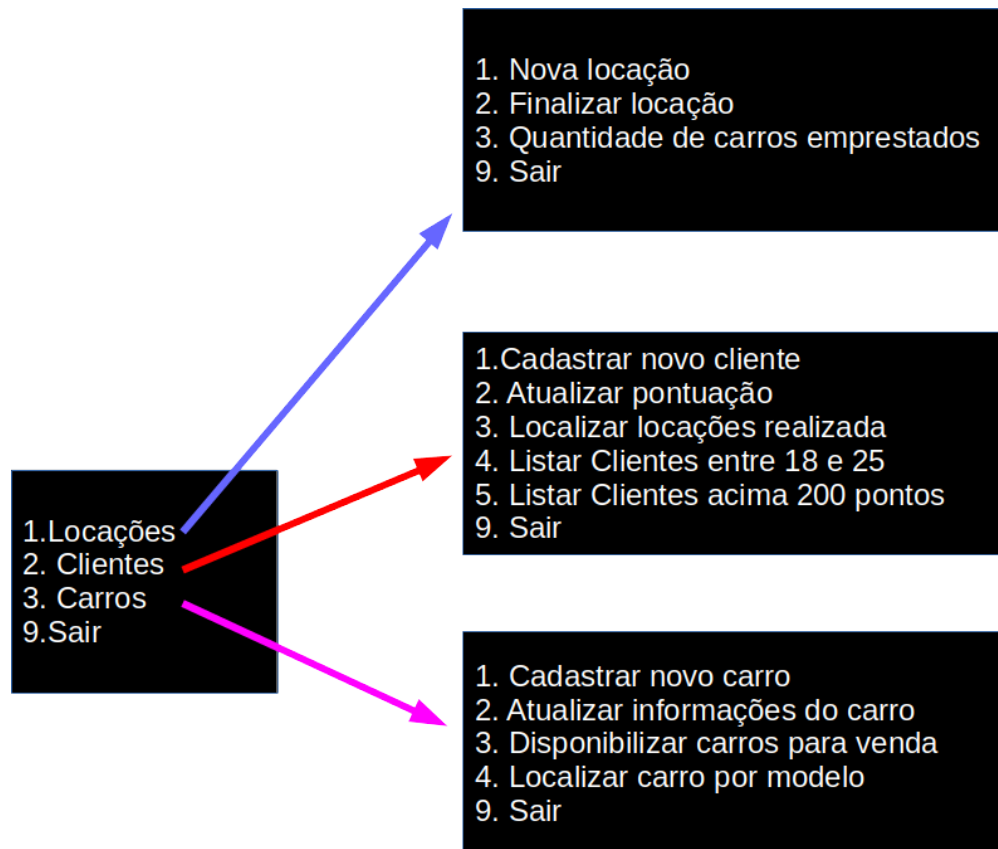 1. Nova locação
2. Finalizar locação
3. Quantidade de carros emprestados
9. Sair
1.Cadastrar novo cliente
2. Atualizar pontuação
3. Localizar locações realizada
4. Listar Clientes entre 18 e 25
5. Listar Clientes acima 200 pontos
9. Sair
1.Locações
2. Clientes
3. Carros
9.Sair
1. Cadastrar novo carro
2. Atualizar informações do carro
3. Disponibilizar carros para venda
4. Localizar carro por modelo
9. Sair